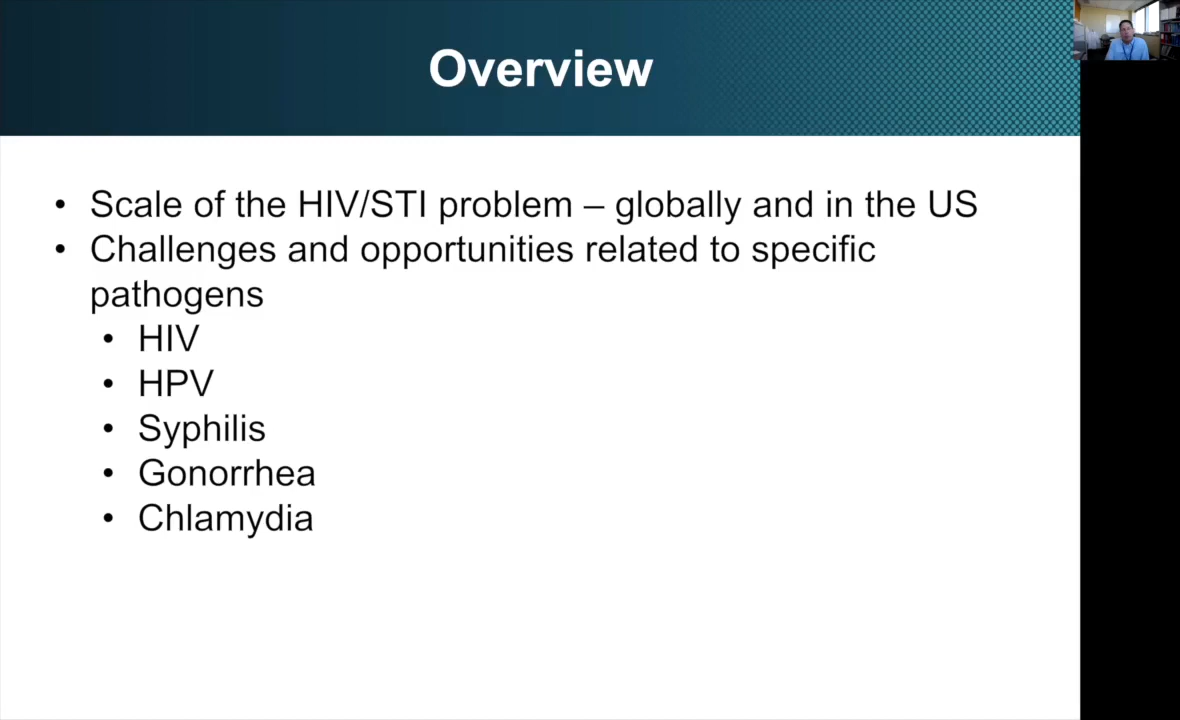 Overview
• Scale of the HIV/STI problem – globally and in the US
• Challenges and opportunities related to specific
pathogens
• HIV
• HPV
• Syphilis
• Gonorrhea
• Chlamydia